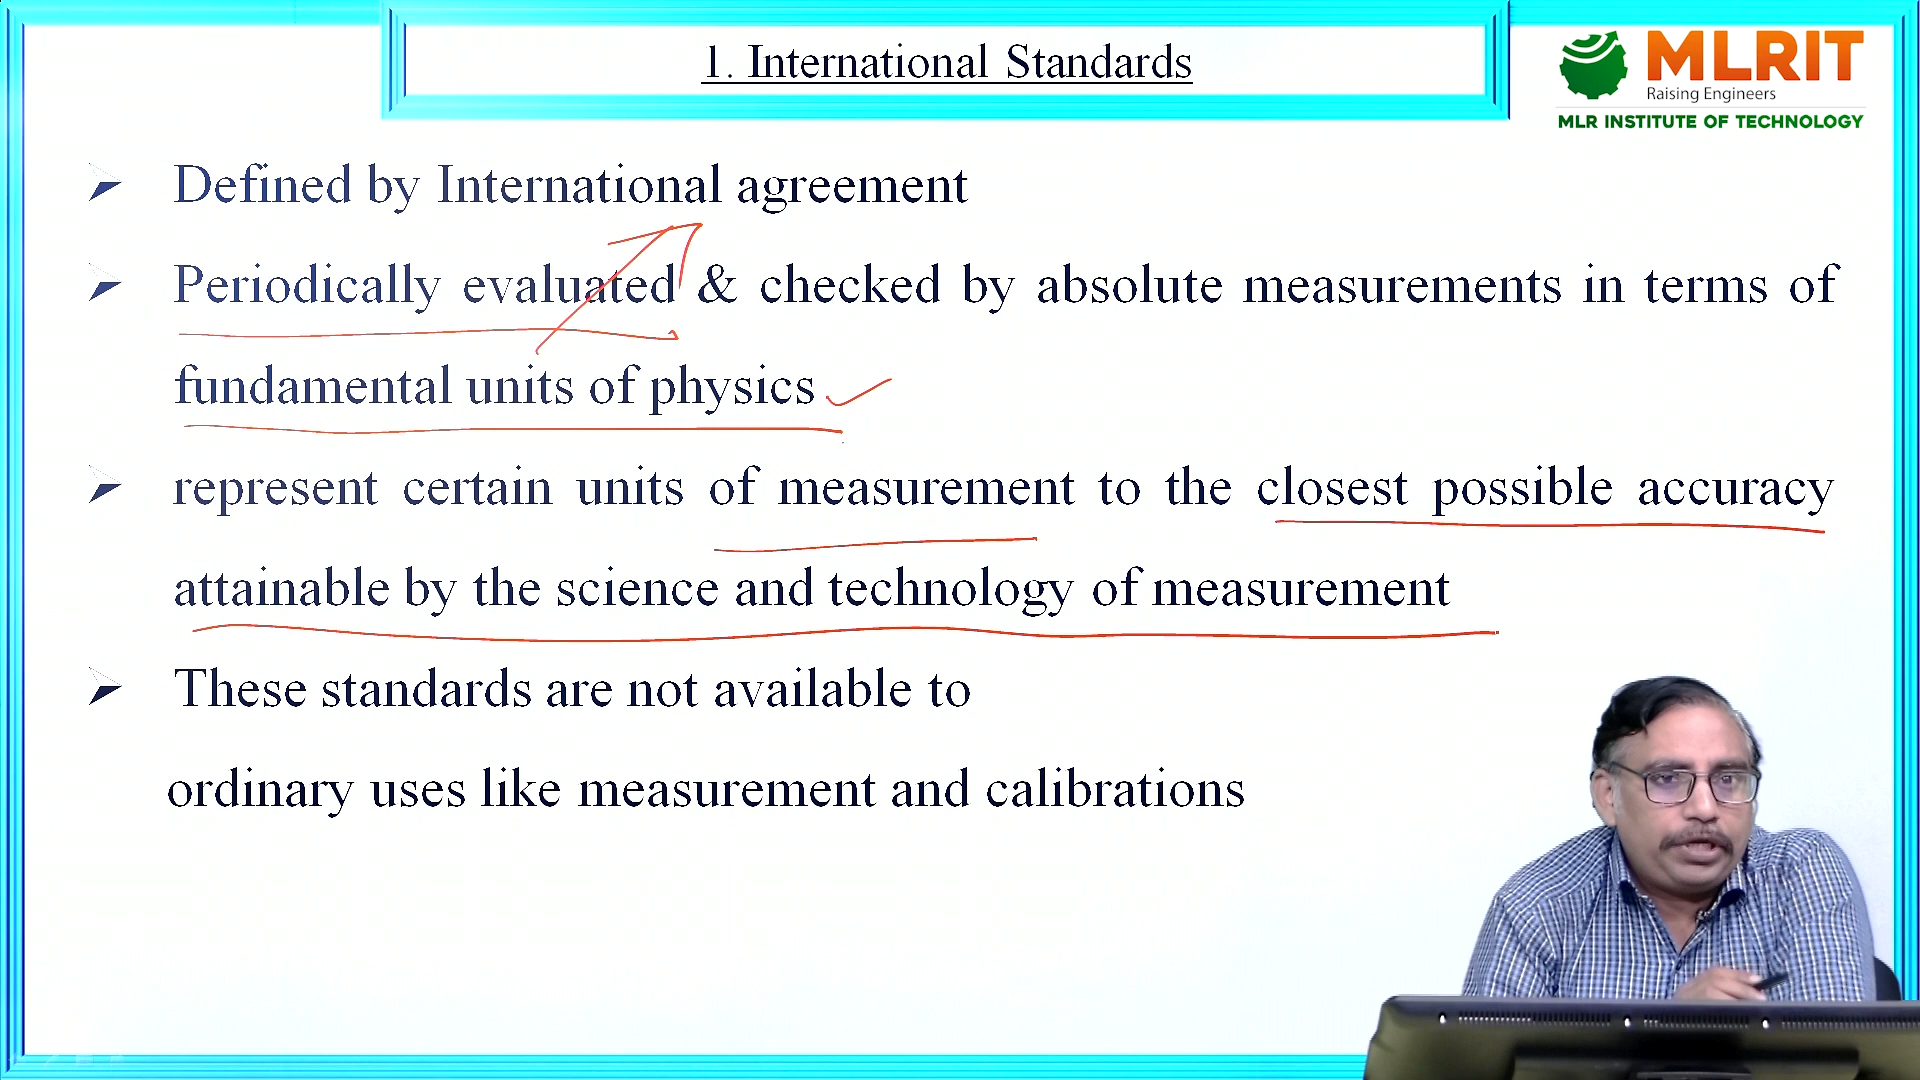 1. International Standards
MLRIT
Raising Engineers
MLR INSTITUTE OF TECHNOLOGY
➢ Defined by International agreement
➢ Periodically evaluated & checked by absolute measurements in terms of
fundamental units of physics
➢ represent certain units of measurement to the closest possible accuracy
attainable by the science and technology of measurement
➢ These standards are not available to
ordinary uses like measurement and calibrations